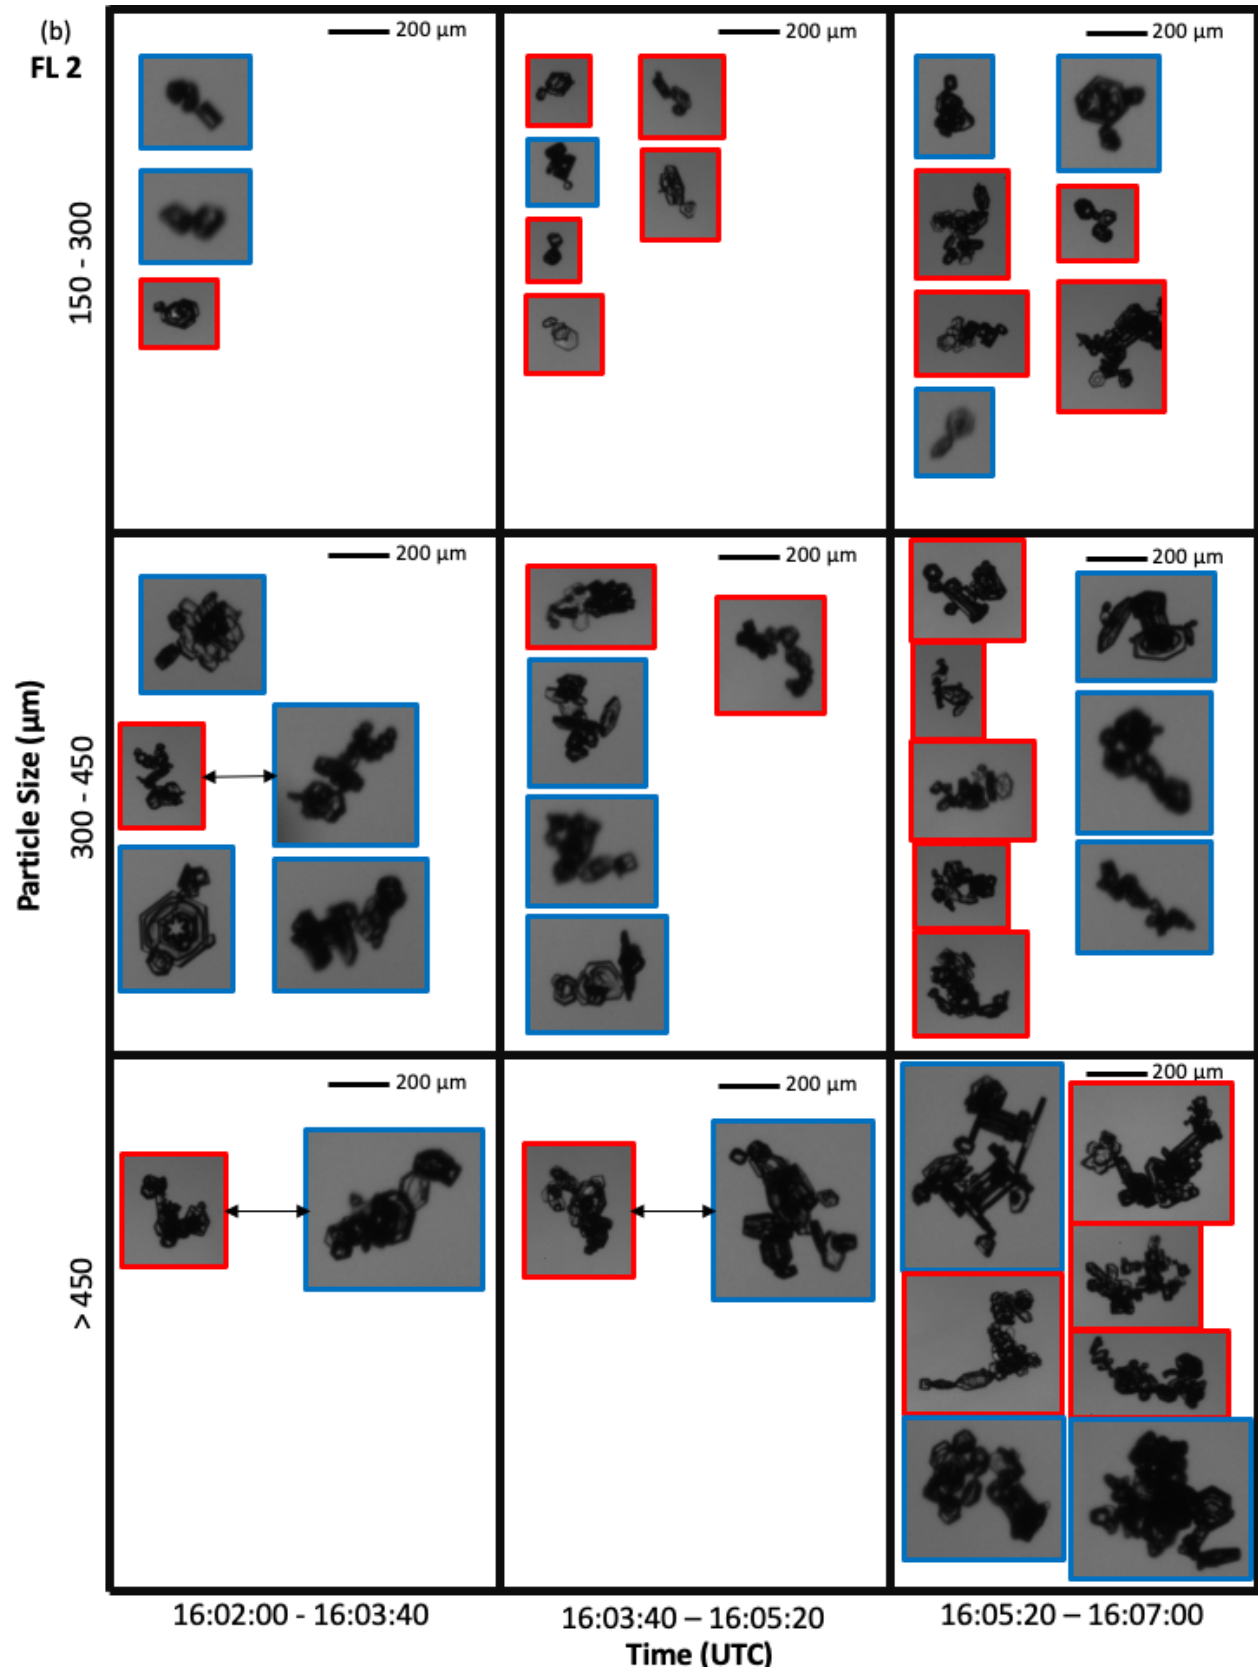 (b)
FL 2
200 µm
200 µm
200 µm
150 - 300
200 µm
200 µm
200 µm
300 - 450
Particle Size (µm)
200 µm
200 µm
200 µm
> 450
16:02:00 - 16:03:40
16:03:40 – 16:05:20
16:05:20 – 16:07:00
Time (UTC)